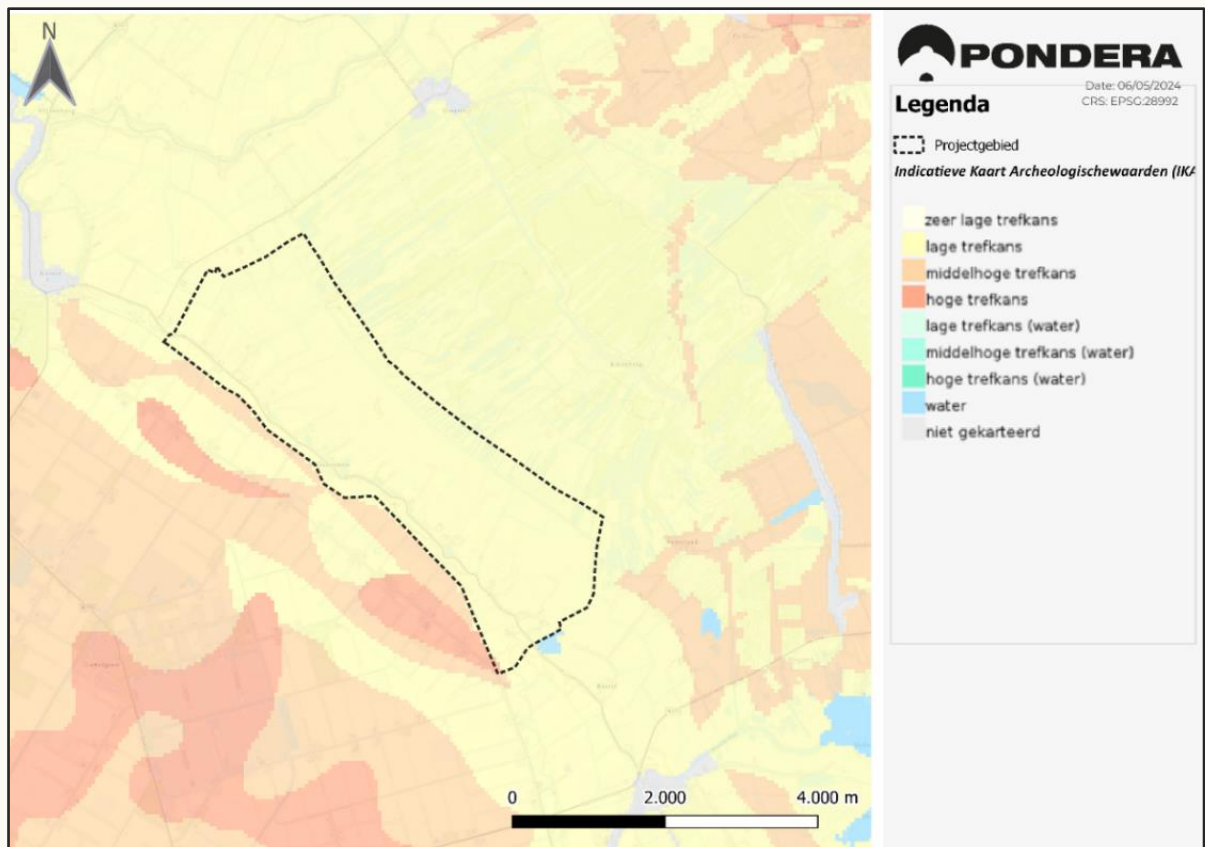 N
PONDERA
Date: 06/05/2024
CRS: EPSG:28992
Legenda
Projectgebied
Indicatieve Kaart Archeologischewaarden (IKA
zeer lage trefkans
lage trefkans
middelhoge trefkans
hoge trefkans
lage trefkans (water)
middelhoge trefkans (water)
hoge trefkans (water)
water
niet gekarteerd
0 2.000 4.000 m